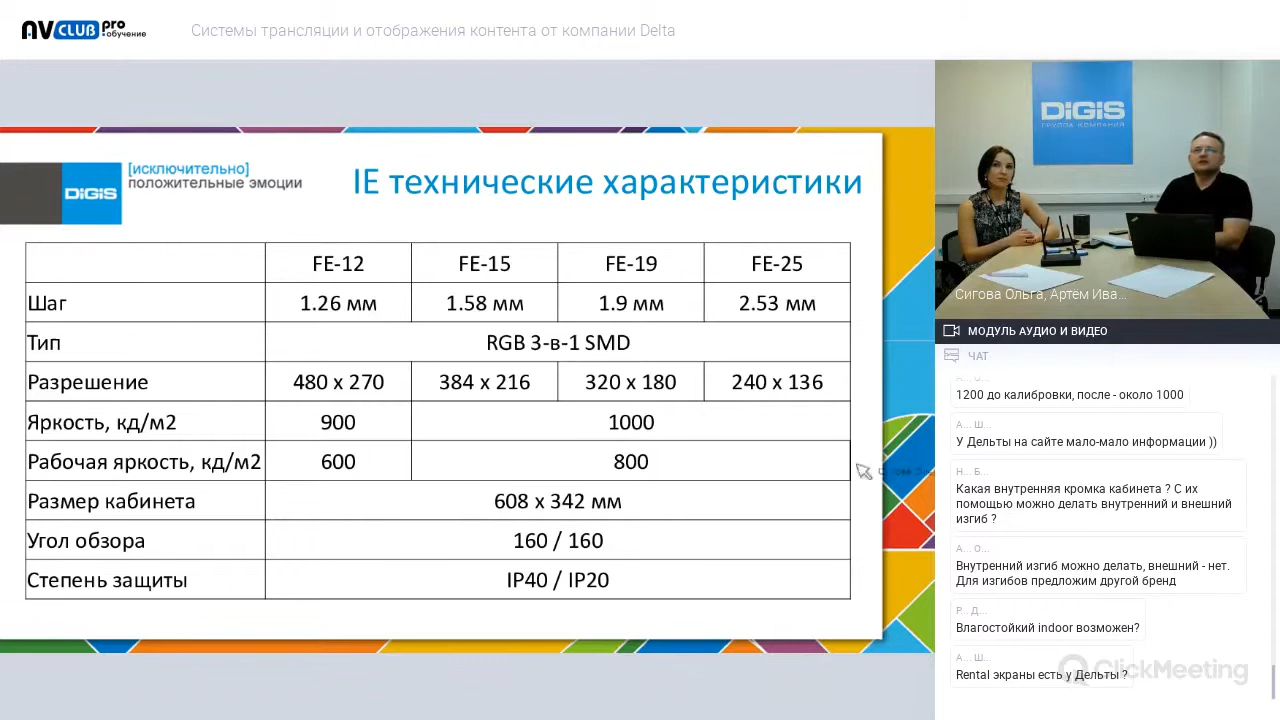 AVCLUB pro
•обучение
Системы трансляции и отображения контента от компании Delta
DIGIS
[исключительно]
положительные эмоции
IE технические характеристики
FE-12 FE-15 FE-19 FE-25
Шаг 1.26 мм 1.58 мм 1.9 мм 2.53 мм
Тип RGB 3-в-1 SMD
Разрешение 480 x 270 384 x 216 320 x 180 240 x 136
Яркость, кд/м2 900 1000
Рабочая яркость, кд/м2 600 800
Размер кабинета 608 x 342 мм
Угол обзора 160 / 160
Степень защиты IP40 / IP20
DIGIS
ГРУППА КОМПАНИЙ
Сигова Ольга, Артём Ива...
МОДУЛЬ АУДИО И ВИДЕО
ЧАТ
1200 до калибровки, после - около 1000
А... Ш...
У Дельты на сайте мало-мало информации ))
Н... Б...
Какая внутренняя кромка кабинета ? С их
помощью можно делать внутренний и внешний
изгиб ?
А... О...
Внутренний изгиб можно делать, внешний - нет.
Для изгибов предложим другой бренд
Р... Д...
Влагостойкий indoor возможен?
А... Ш...
Rental экраны есть у Дельты ?
ClickMeeting